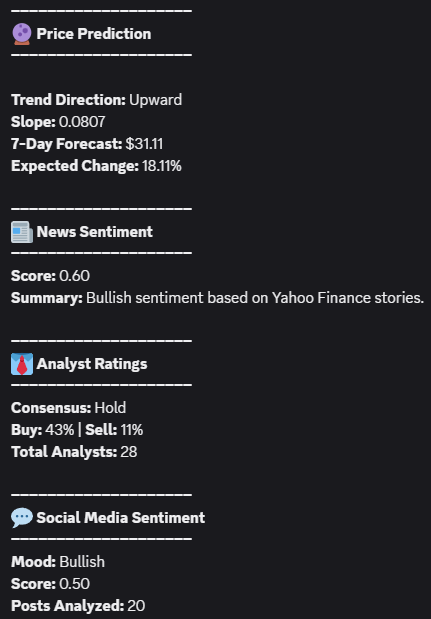 ––––––––––––––––––––
🔮 Price Prediction
––––––––––––––––––––
Trend Direction: Upward
Slope: 0.0807
7-Day Forecast: $31.11
Expected Change: 18.11%
––––––––––––––––––––
📰 News Sentiment
––––––––––––––––––––
Score: 0.60
Summary: Bullish sentiment based on Yahoo Finance stories.
––––––––––––––––––––
👔 Analyst Ratings
––––––––––––––––––––
Consensus: Hold
Buy: 43% | Sell: 11%
Total Analysts: 28
––––––––––––––––––––
💬 Social Media Sentiment
––––––––––––––––––––
Mood: Bullish
Score: 0.50
Posts Analyzed: 20